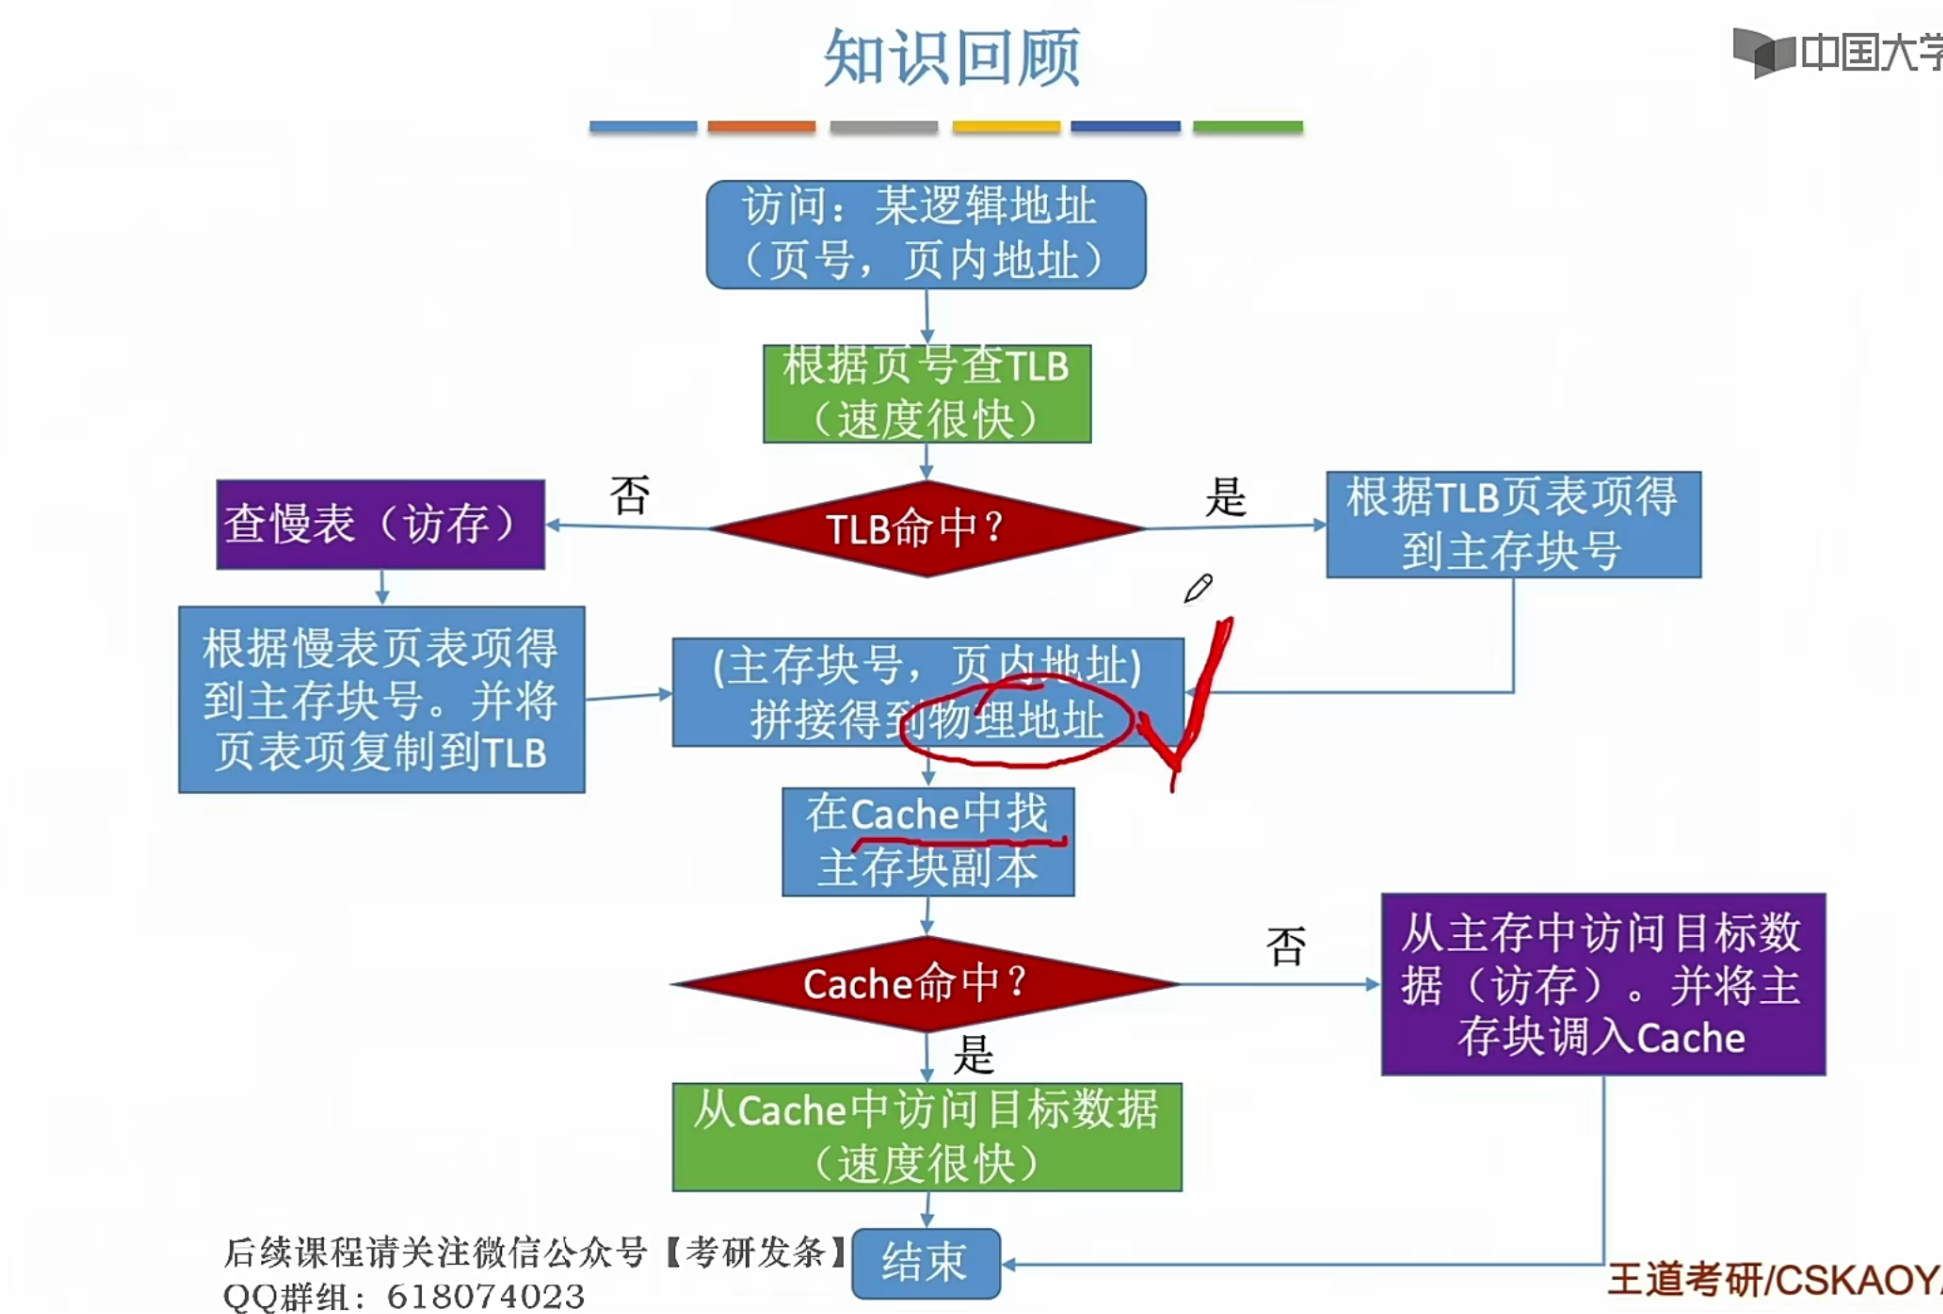 知识回顾
中国大学
访问：某逻辑地址
（页号，页内地址）
根据页号查TLB
（速度很快）
否
TLB命中？
是
查慢表（访存）
根据TLB页表项得
到主存块号
根据慢表页表项得
到主存块号。并将
页表项复制到TLB
(主存块号，页内地址)
拼接得到物理地址
在Cache中找
主存块副本
Cache命中？
否
从主存中访问目标数
据（访存）。并将主
存块调入Cache
是
从Cache中访问目标数据
（速度很快）
结束
后续课程请关注微信公众号【考研发条】
QQ群组：618074023
王道考研/CSKAOY